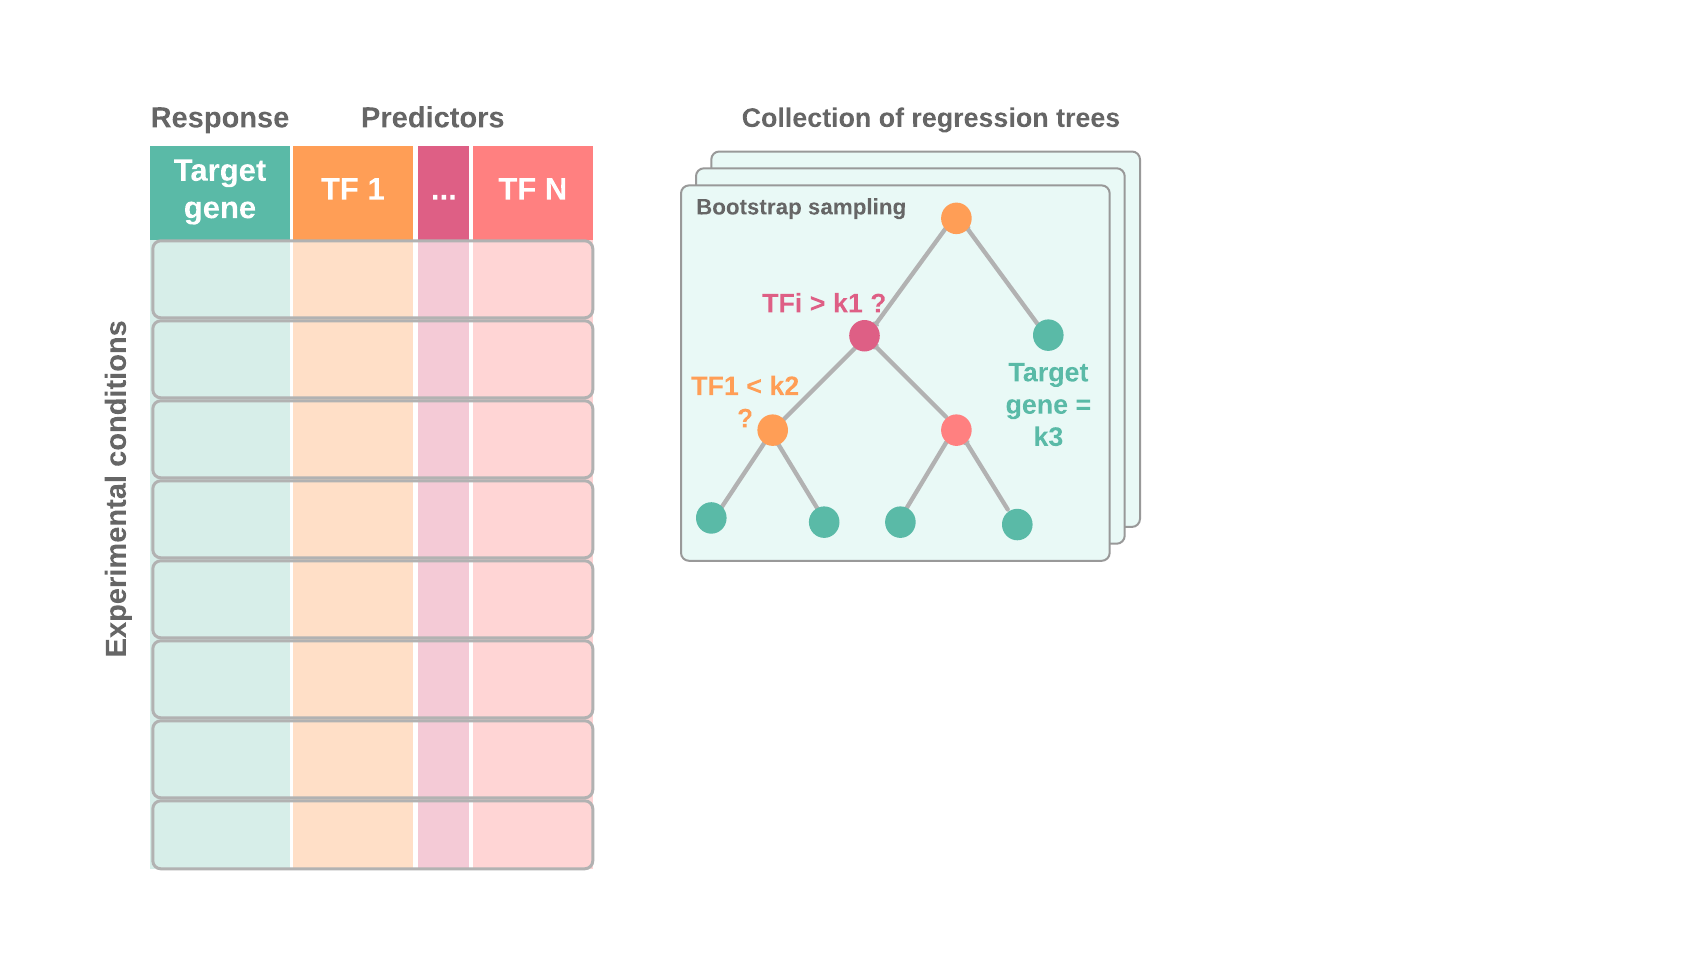 Response
Predictors
Target
gene
TF 1
...
TF N
Experimental conditions
Collection of regression trees
Bootstrap sampling
TFi > k1 ?
TF1 < k2
?
Target
gene =
k3